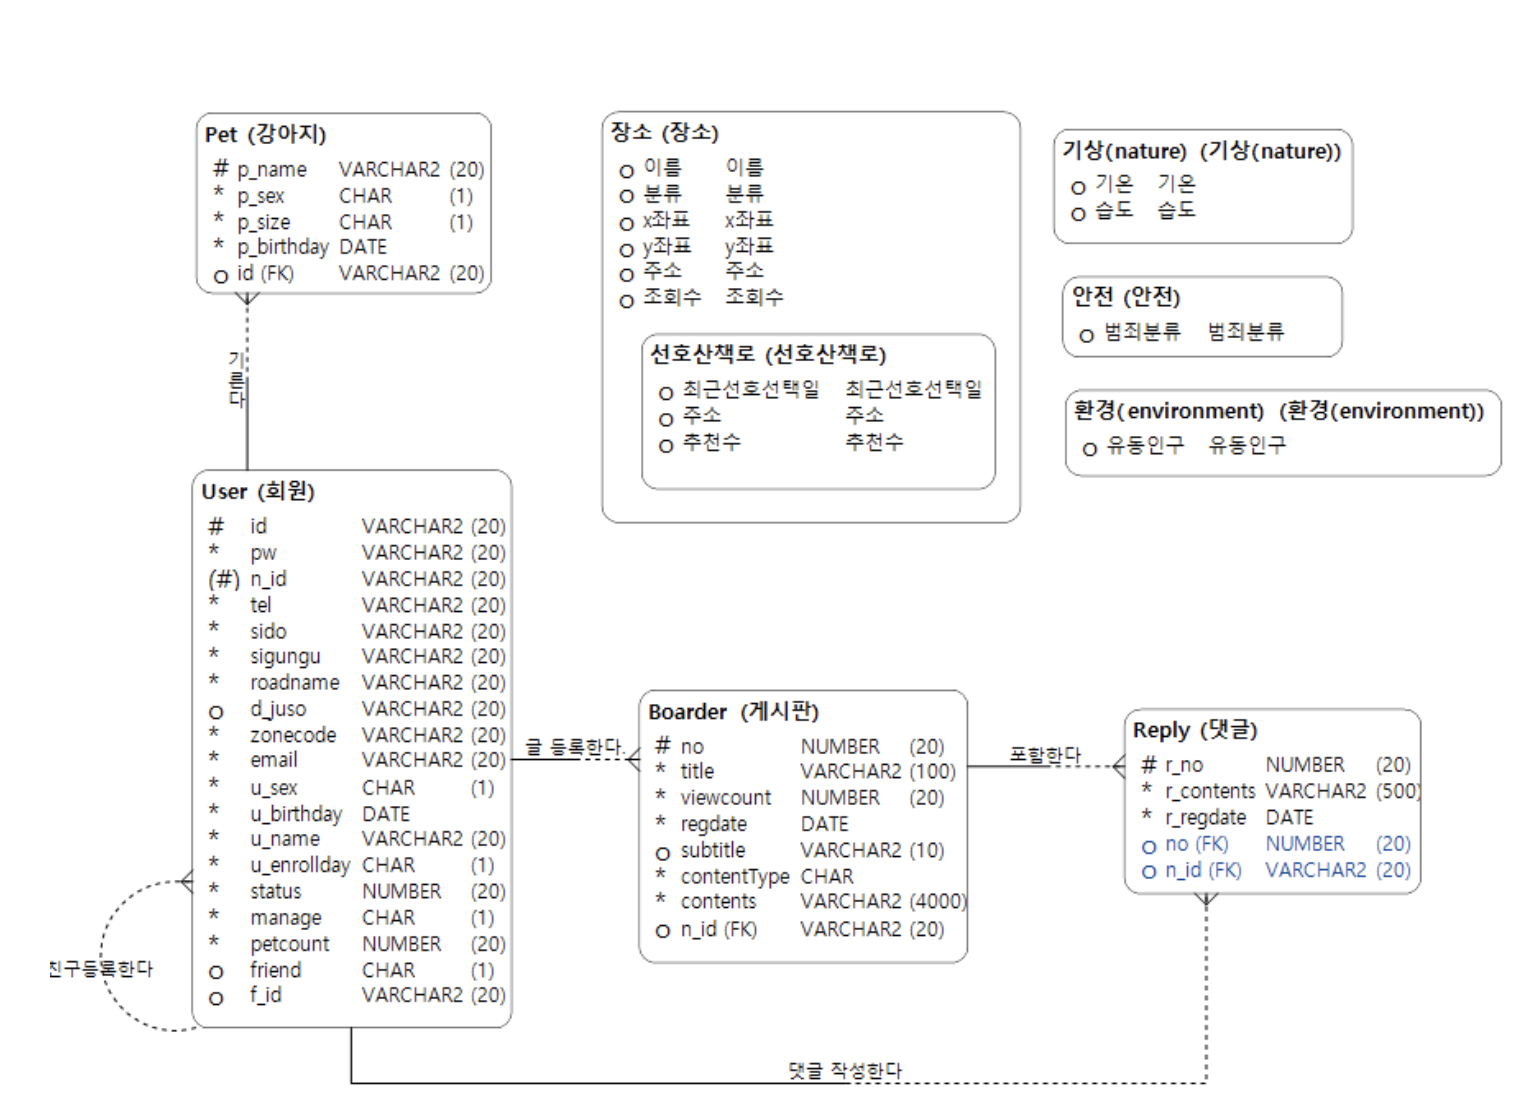 Pet (강아지)
# p_name VARCHAR2 (20)
* p_sex CHAR (1)
* p_size CHAR (1)
* p_birthday DATE
o id (FK) VARCHAR2 (20)
기른다
장소 (장소)
o 이름 이름
o 분류 분류
o x좌표 x좌표
o y좌표 y좌표
o 주소 주소
o 조회수 조회수
선호산책로 (선호산책로)
o 최근선호선택일 최근선호선택일
o 주소 주소
o 추천수 추천수
기상(nature) (기상(nature))
o 기온 기온
o 습도 습도
안전 (안전)
o 범죄분류 범죄분류
환경(environment) (환경(environment))
o 유동인구 유동인구
User (회원)
# id VARCHAR2 (20)
* pw VARCHAR2 (20)
(#) n_id VARCHAR2 (20)
* tel VARCHAR2 (20)
* sido VARCHAR2 (20)
* sigungu VARCHAR2 (20)
* roadname VARCHAR2 (20)
o d_juso VARCHAR2 (20)
* zonecode VARCHAR2 (20)
* email VARCHAR2 (20)
* u_sex CHAR (1)
* u_birthday DATE
* u_name VARCHAR2 (20)
* u_enrollday CHAR (1)
* status NUMBER (20)
* manage CHAR (1)
* petcount NUMBER (20)
o friend CHAR (1)
o f_id VARCHAR2 (20)
친구등록한다
글 등록한다.
Boarder (게시판)
# no NUMBER (20)
* title VARCHAR2 (100)
* viewcount NUMBER (20)
* regdate DATE
o subtitle VARCHAR2 (10)
* contentType CHAR
* contents VARCHAR2 (4000)
o n_id (FK) VARCHAR2 (20)
포함한다
Reply (댓글)
# r_no NUMBER (20)
* r_contents VARCHAR2 (500)
* r_regdate DATE
o no (FK) NUMBER (20)
o n_id (FK) VARCHAR2 (20)
댓글 작성한다